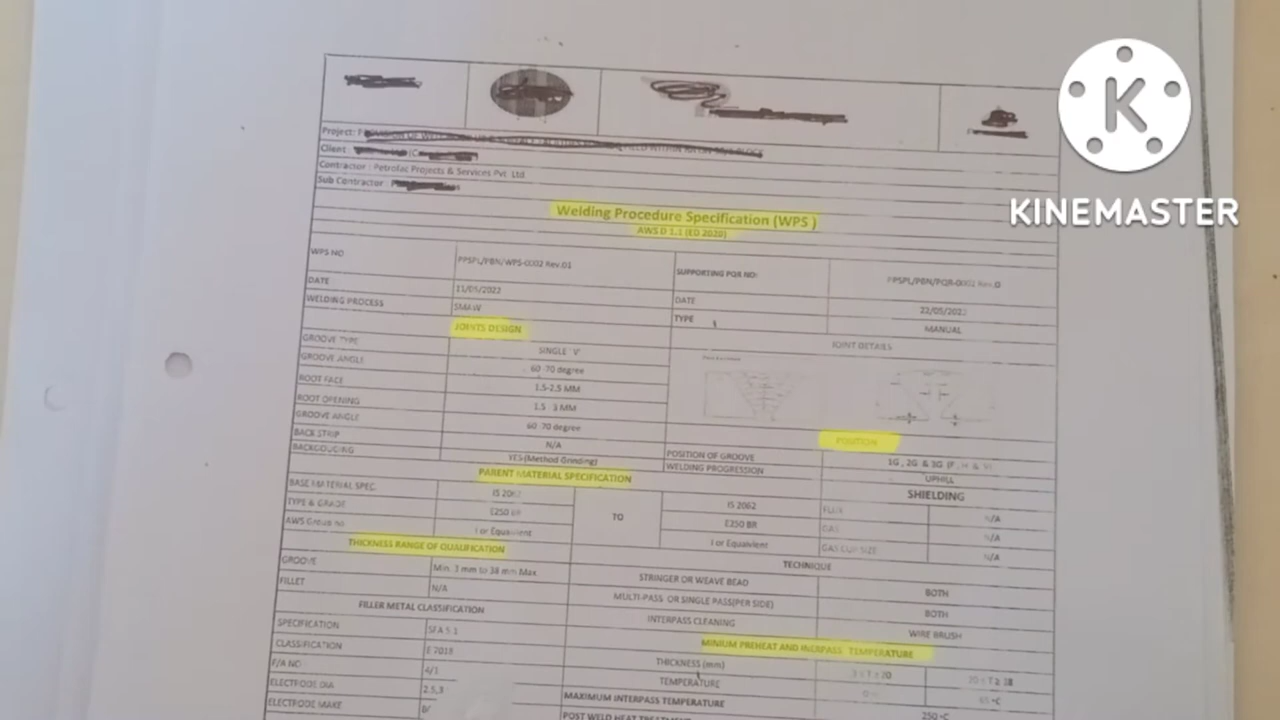 KINEMASTER
Project:
Client :
Contractor : Petrofac Projects & Services Pvt Ltd
Sub Contractor :
Welding Procedure Specification (WPS )
AWS D 1.1 (ED 2020)
WPS NO PPSPL/PBN/WPS-0002 Rev.01 SUPPORTING PQR NO: PPSPL/PBN/PQR-0002 Rev.0
DATE 11/05/2022 DATE 22/05/2022
WELDING PROCESS SMAW TYPE MANUAL
JOINTS DESIGN JOINT DETAILS
GROOVE TYPE SINGLE 'V'
GROOVE ANGLE 60 -70 degree
ROOT FACE 1.5-2.5 MM
ROOT OPENING 1.5 - 3 MM
GROOVE ANGLE 60 -70 degree POSITION
BACK STRIP N/A POSITION OF GROOVE 1G , 2G & 3G
BACKGOUGING YES (Method Grinding) WELDING PROGRESSION UPHILL
PARENT MATERIAL SPECIFICATION SHIELDING
BASE MATERIAL SPEC. IS 2062 TO IS 2062 FLUX N/A
TYPE & GRADE E250 BR E250 BR GAS N/A
AWS Group no I or Equaivlent I or Equaivlent GAS CUP SIZE N/A
THICKNESS RANGE OF QUALIFICATION TECHNIQUE
GROOVE Min. 3 mm to 38 mm Max STRINGER OR WEAVE BEAD BOTH
FILLET N/A MULTI-PASS OR SINGLE PASS(PER SIDE) BOTH
FILLER METAL CLASSIFICATION INTERPASS CLEANING WIRE BRUSH
SPECIFICATION SFA 5.1 MINIUM PREHEAT AND INERPASS TEMPERATURE
CLASSIFICATION E 7018 THICKNESS (mm)
F/A NO 4/1 TEMPERATURE
ELECTRODE DIA 2.5,3 MAXIMUM INTERPASS TEMPERATURE 250 °C
ELECTRODE MAKE POST WELD HEAT TREATMENT